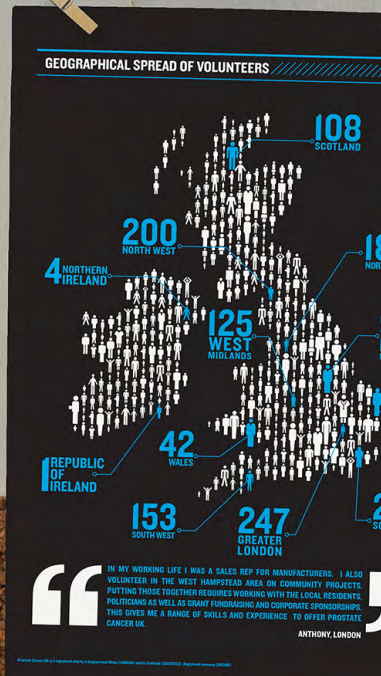 GEOGRAPHICAL SPREAD OF VOLUNTEERS
108
SCOTLAND
200
NORTH WEST
18
NOR
4 NORTHERN
IRELAND
125
WEST
MIDLANDS
42
WALES
1 REPUBLIC
OF
IRELAND
153
SOUTH WEST
247
GREATER
LONDON
2
SO
“
IN MY WORKING LIFE I WAS A SALES REP FOR MANUFACTURERS. I ALSO
VOLUNTEER IN THE WEST HAMPSTEAD AREA ON COMMUNITY PROJECTS.
PUTTING THOSE TOGETHER REQUIRES WORKING WITH THE LOCAL RESIDENTS,
POLITICIANS AS WELL AS GRANT FUNDRAISING AND CORPORATE SPONSORSHIPS.
THIS GIVES ME A RANGE OF SKILLS AND EXPERIENCE TO OFFER PROSTATE
CANCER UK.
ANTHONY, LONDON